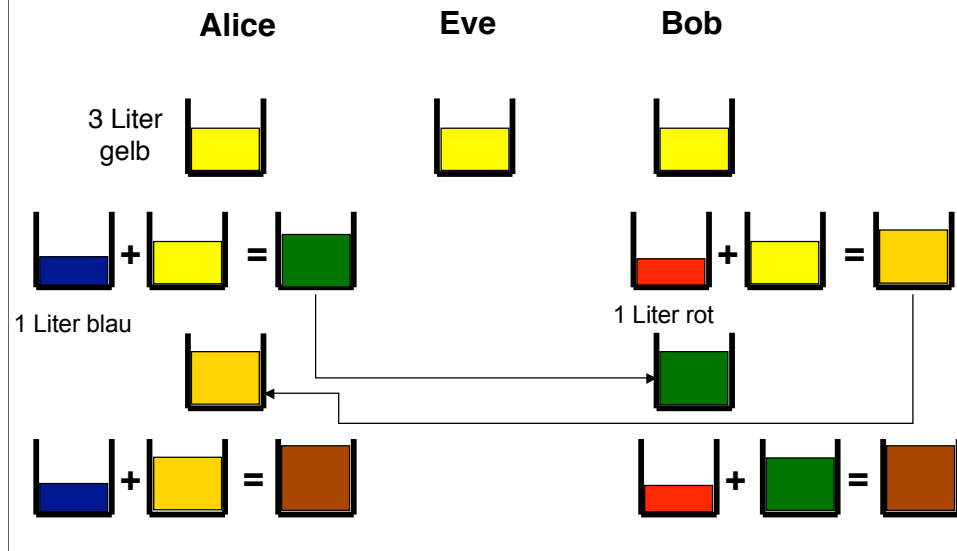 Alice Eve Bob
3 Liter
gelb
+ = + =
1 Liter blau 1 Liter rot
+ = + =